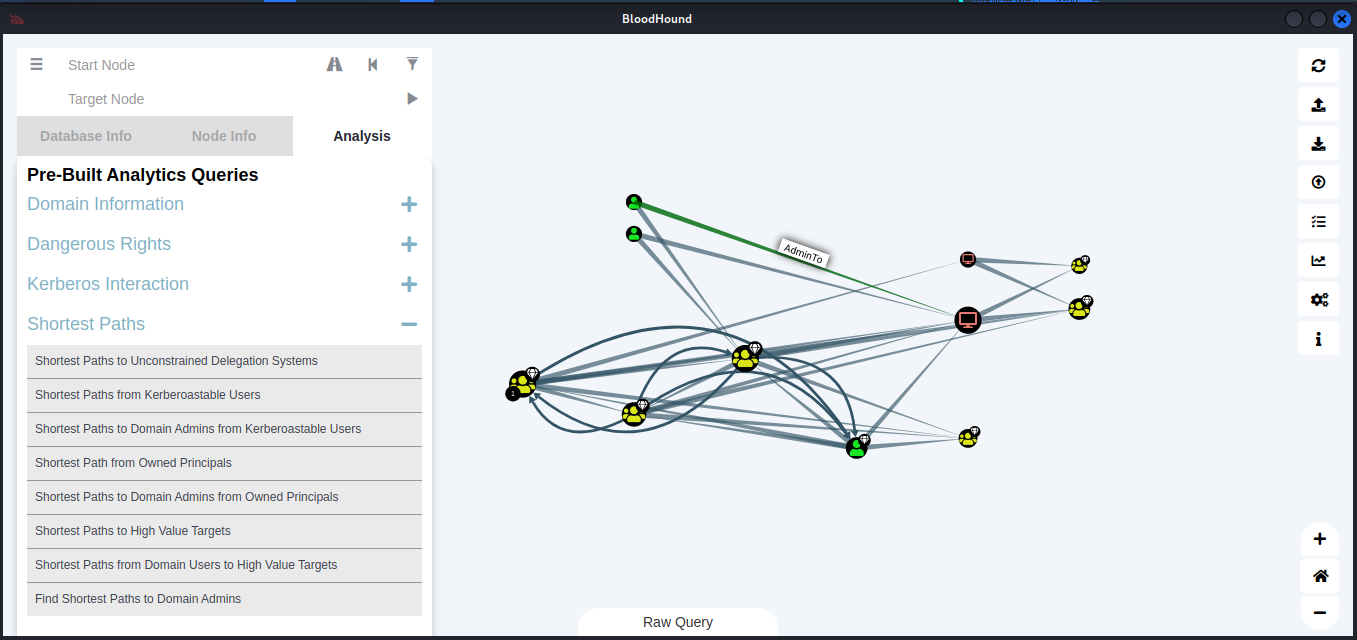 BloodHound
Start Node
Target Node
Database Info Node Info Analysis
Pre-Built Analytics Queries
Domain Information
Dangerous Rights
Kerberos Interaction
Shortest Paths
Shortest Paths to Unconstrained Delegation Systems
Shortest Paths from Kerberoastable Users
Shortest Paths to Domain Admins from Kerberoastable Users
Shortest Path from Owned Principals
Shortest Paths to Domain Admins from Owned Principals
Shortest Paths to High Value Targets
Shortest Paths from Domain Users to High Value Targets
Find Shortest Paths to Domain Admins
AdminTo
1
Raw Query